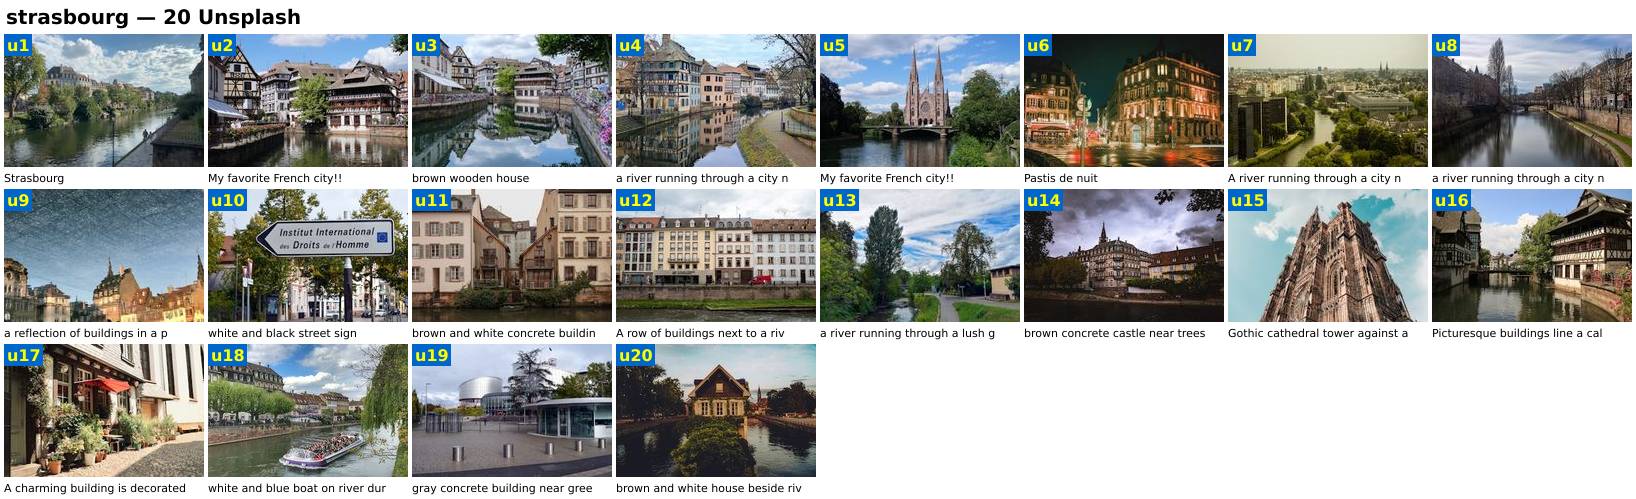 strasbourg — 20 Unsplash
u1
u2
u3
u4
u5
u6
u7
u8
Strasbourg
My favorite French city!!
brown wooden house
a river running through a city n
My favorite French city!!
Pastis de nuit
A river running through a city n
a river running through a city n
u9
u10
Institut International
des Droits de l'Homme
u11
u12
u13
u14
u15
u16
a reflection of buildings in a p
white and black street sign
brown and white concrete buildin
A row of buildings next to a riv
a river running through a lush g
brown concrete castle near trees
Gothic cathedral tower against a
Picturesque buildings line a cal
u17
u18
u19
u20
A charming building is decorated
white and blue boat on river dur
gray concrete building near gree
brown and white house beside riv